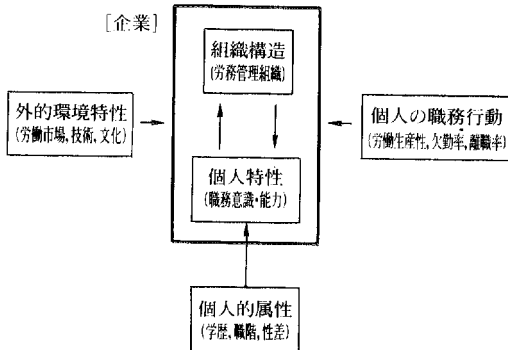 [企業]
組織構造
(労務管理組織)
外的環境特性
(労働市場, 技術, 文化)
個人の職務行動
(労働生産性, 欠勤率, 離職率)
個人特性
(職務意識・能力)
個人的属性
(学歴, 職階, 性差)